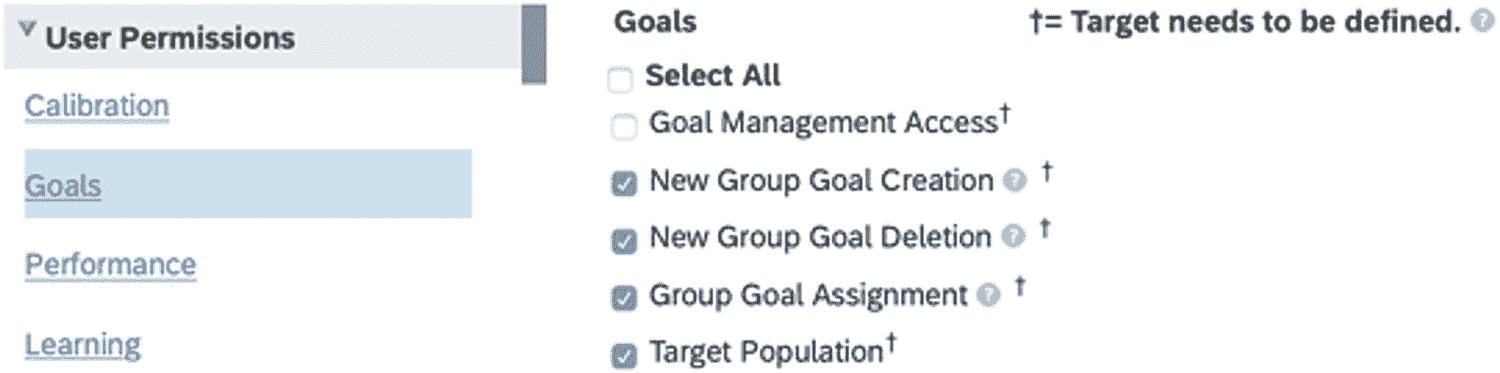 User Permissions
Calibration
Goals
Performance
Learning
Goals
†= Target needs to be defined. ?
Select All
Goal Management Access†
New Group Goal Creation ? †
New Group Goal Deletion ? †
Group Goal Assignment ? †
Target Population†